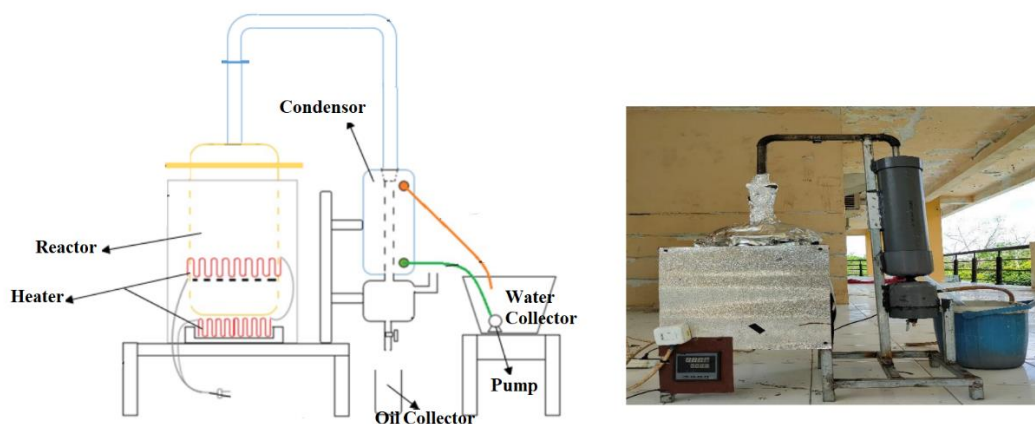 Condensor
Reactor
Heater
Water
Collector
Pump
Oil Collector